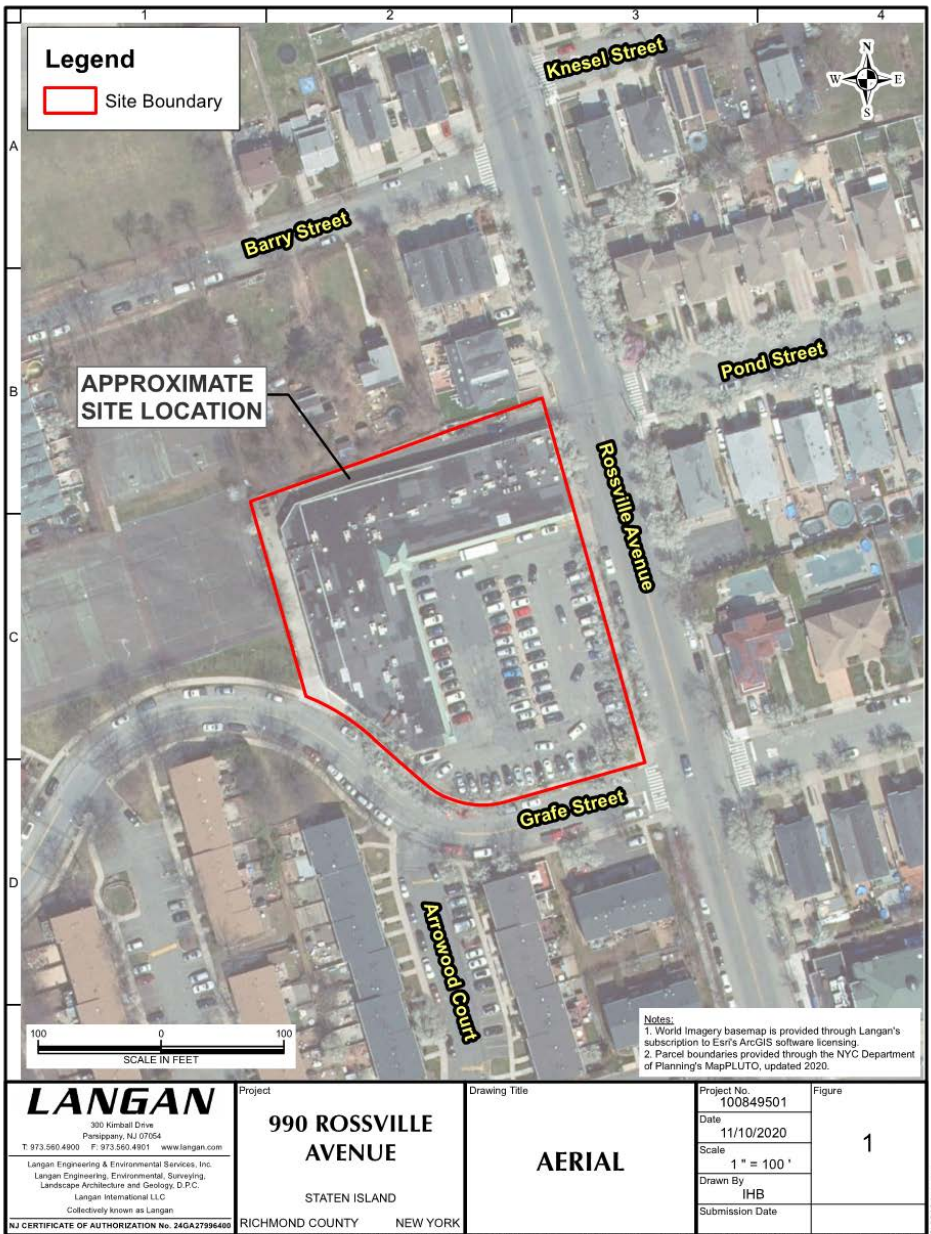 1 2 3 4
A
B
C
D
Legend
Site Boundary
N
W E
S
Knesel Street
Barry Street
Pond Street
APPROXIMATE
SITE LOCATION
Rossville Avenue
Grafe Street
Arrowood Court
100 0 100
SCALE IN FEET
Notes:
1. World Imagery basemap is provided through Langan's
subscription to Esri's ArcGIS software licensing.
2. Parcel boundaries provided through the NYC Department
of Planning's MapPLUTO, updated 2020.
LANGAN
300 Kimball Drive
Parsippany, NJ 07054
T: 973.560.4900 F: 973.560.4901 www.langan.com
Langan Engineering & Environmental Services, Inc.
Langan Engineering, Environmental, Surveying,
Landscape Architecture and Geology, D.P.C.
Langan International LLC
Collectively known as Langan
NJ CERTIFICATE OF AUTHORIZATION No. 24GA27996400
Project
990 ROSSVILLE
AVENUE
STATEN ISLAND
RICHMOND COUNTY NEW YORK
Drawing Title
AERIAL
Project No.
100849501
Date
11/10/2020
Scale
1 " = 100 '
Drawn By
IHB
Submission Date
Figure
1